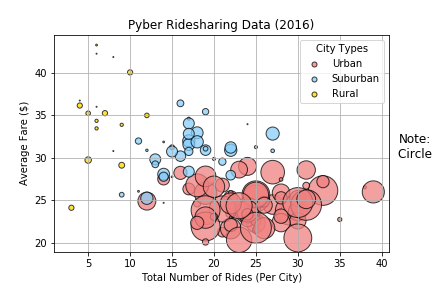 Pyber Ridesharing Data (2016)
City Types
Urban
Suburban
Rural
40
35
30
25
20
Average Fare ($)
5 10 15 20 25 30 35 40
Total Number of Rides (Per City)
Note:
Circle